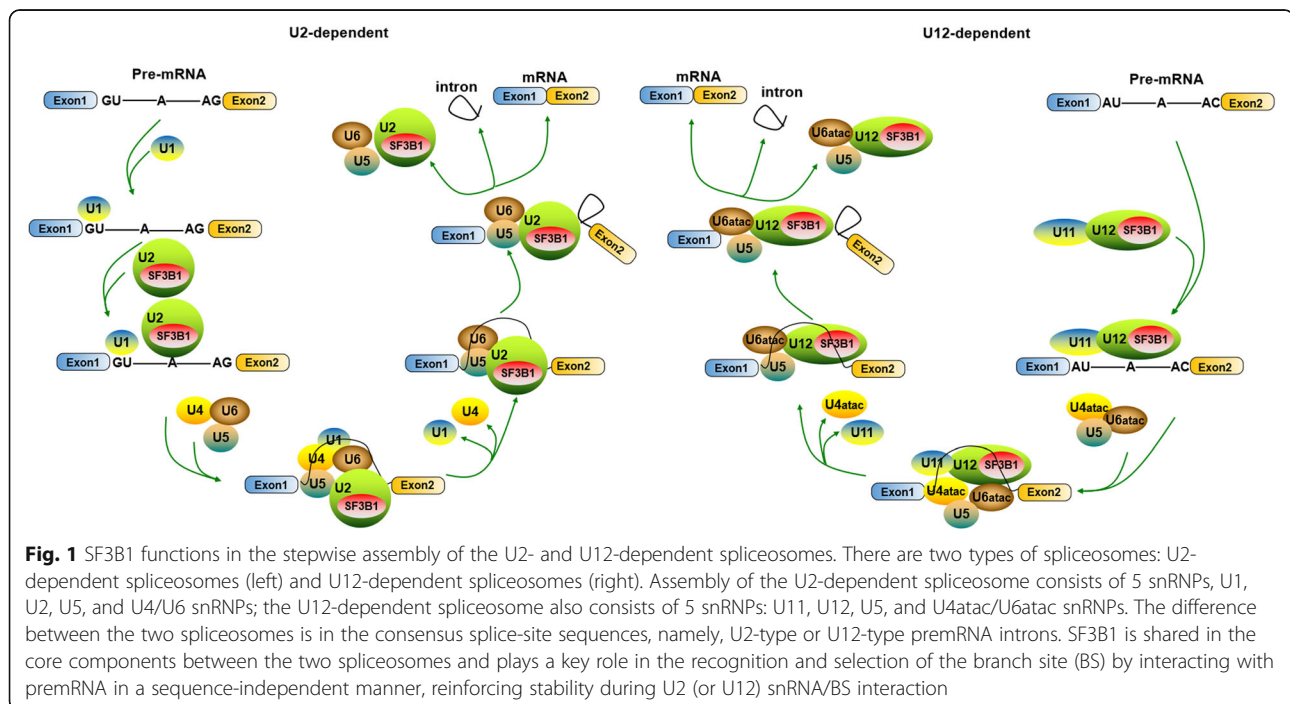 U2-dependent
U12-dependent
Pre-mRNA
Exon1 GU A AG Exon2
U1
U1
Exon1 GU A AG Exon2
U2
SF3B1
U2
SF3B1
U1
Exon1 GU A AG Exon2
U4 U6
U5
U1
U4 U6
U5 U2
Exon1 Exon2
SF3B1
U4
U1
U6
U5 U2
SF3B1
Exon1 Exon2
U6
U2
U5 SF3B1
Exon1 Exon2
U6 U2
SF3B1
U5
intron
mRNA
Exon1 Exon2
mRNA
Exon1 Exon2
intron
U6atac U12 SF3B1
U5
U6atac U12 SF3B1
Exon1 U5
Exon2
U6atac U12 SF3B1
U5
Exon1 Exon2
U4atac
U11
U11 U12 SF3B1
Exon1 U4atac U6atac Exon2
U5
U4atac
U6atac
U5
U11 U12 SF3B1
Exon1 AU A AC Exon2
U11 U12 SF3B1
Pre-mRNA
Exon1 AU A AC Exon2
Fig. 1 SF3B1 functions in the stepwise assembly of the U2- and U12-dependent spliceosomes. There are two types of spliceosomes: U2-
dependent spliceosomes (left) and U12-dependent spliceosomes (right). Assembly of the U2-dependent spliceosome consists of 5 snRNPs, U1,
U2, U5, and U4/U6 snRNPs; the U12-dependent spliceosome also consists of 5 snRNPs: U11, U12, U5, and U4atac/U6atac snRNPs. The difference
between the two spliceosomes is in the consensus splice-site sequences, namely, U2-type or U12-type premRNA introns. SF3B1 is shared in the
core components between the two spliceosomes and plays a key role in the recognition and selection of the branch site (BS) by interacting with
premRNA in a sequence-independent manner, reinforcing stability during U2 (or U12) snRNA/BS interaction